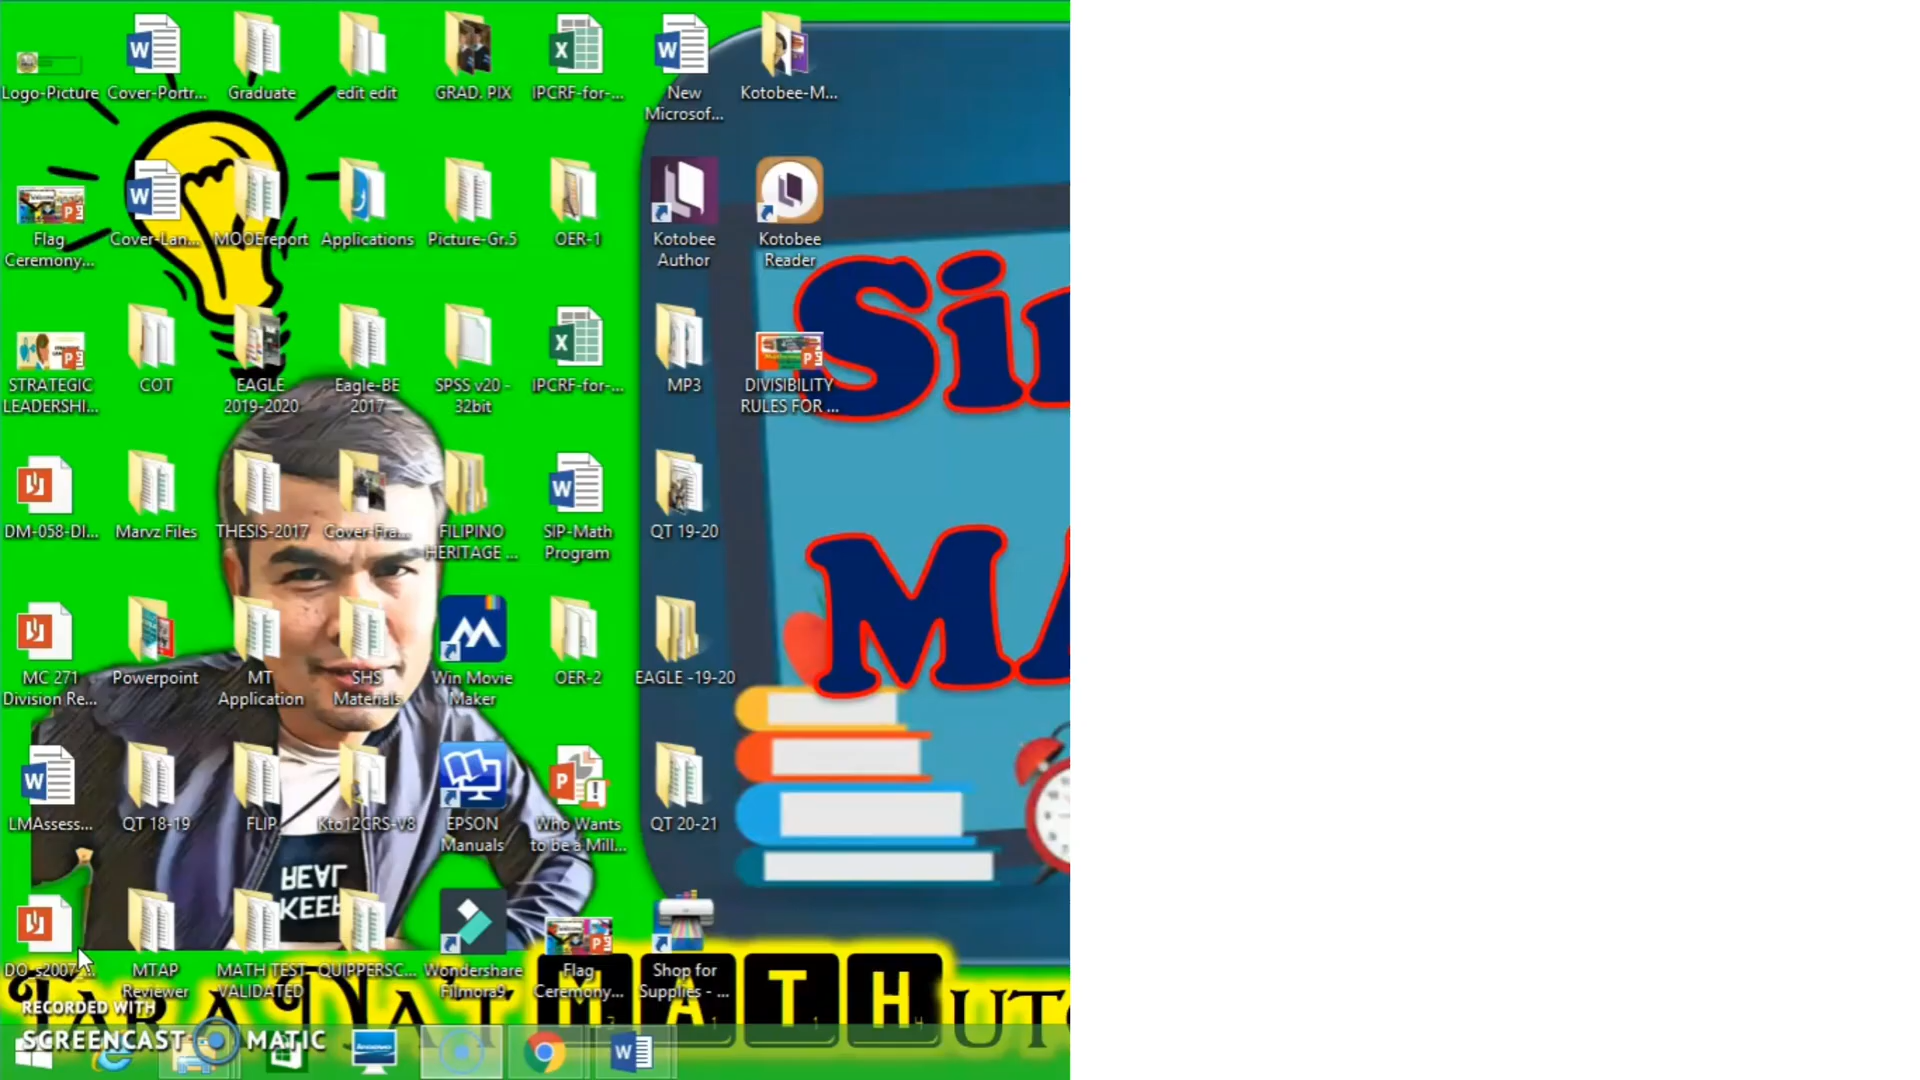 Logo-Picture
Cover-Portr...
Graduate
edit edit
GRAD. PIX
IPCRF-for-...
New
Microsof...
Kotobee-M...
Flag
Ceremony...
Cover-Lan...
MOOEreport
Applications
Picture-Gr.5
OER-1
Kotobee
Author
Kotobee
Reader
STRATEGIC
LEADERSHI...
COT
EAGLE
2019-2020
Eagle-BE
2017
SPSS v20 -
32bit
IPCRF-for-...
MP3
DIVISIBILITY
RULES FOR ...
DM-058-DI...
Marvz Files
THESIS-2017
Cover-Fra...
FILIPINO
HERITAGE ...
SIP-Math
Program
QT 19-20
MC 271
Division Re...
Powerpoint
MT
Application
SHS
Materials
Win Movie
Maker
OER-2
EAGLE -19-20
LMAssess...
QT 18-19
FLIP
Kto12CRS-V8
EPSON
Manuals
Who Wants
to be a Mill...
QT 20-21
REAL
KEEP
DO_s2007-...
MTAP
Reviewer
MATH TEST
VALIDATED
QUIPPERSC...
Wondershare
Filmora9
Flag
Ceremony...
Shop for
Supplies - ...
MATH
RECORDED WITH
SCREENCAST MATIC